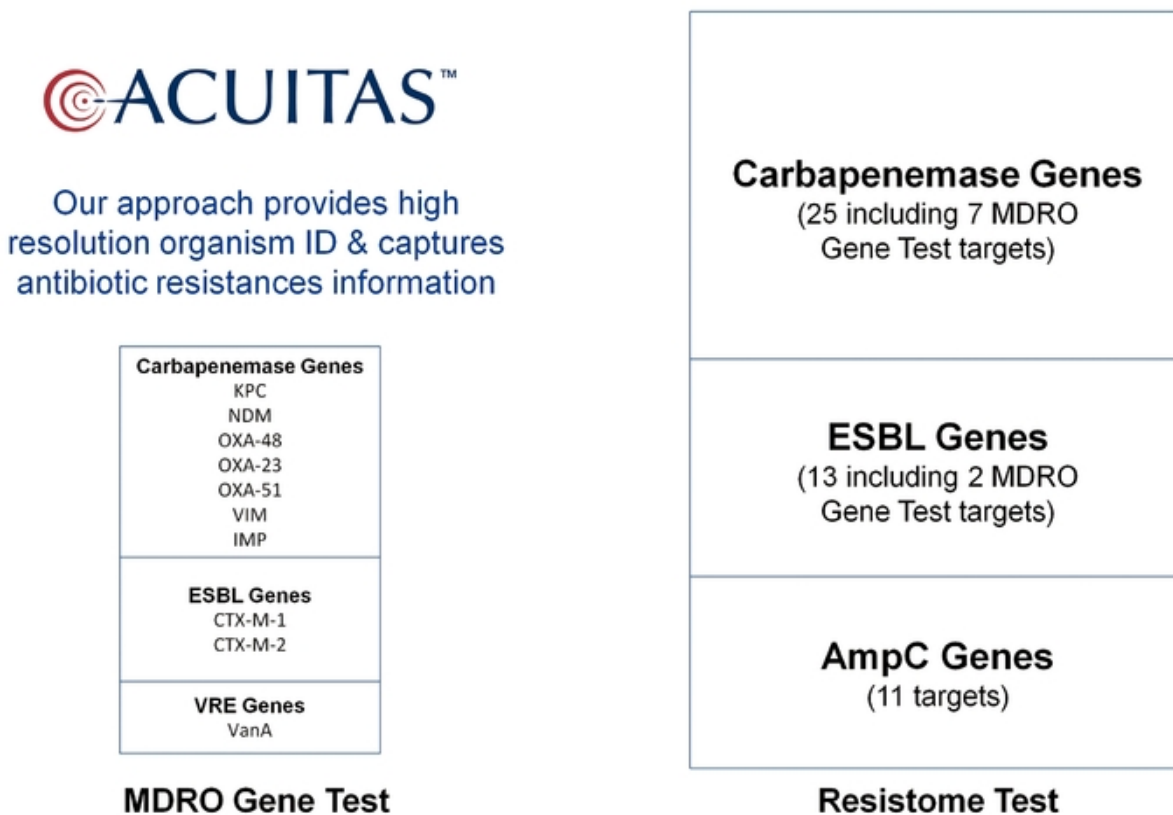 ACUITAS™
Our approach provides high
resolution organism ID & captures
antibiotic resistances information
Carbapenemase Genes
KPC
NDM
OXA-48
OXA-23
OXA-51
VIM
IMP
ESBL Genes
CTX-M-1
CTX-M-2
VRE Genes
VanA
MDRO Gene Test
Carbapenemase Genes
(25 including 7 MDRO
Gene Test targets)
ESBL Genes
(13 including 2 MDRO
Gene Test targets)
AmpC Genes
(11 targets)
Resistome Test